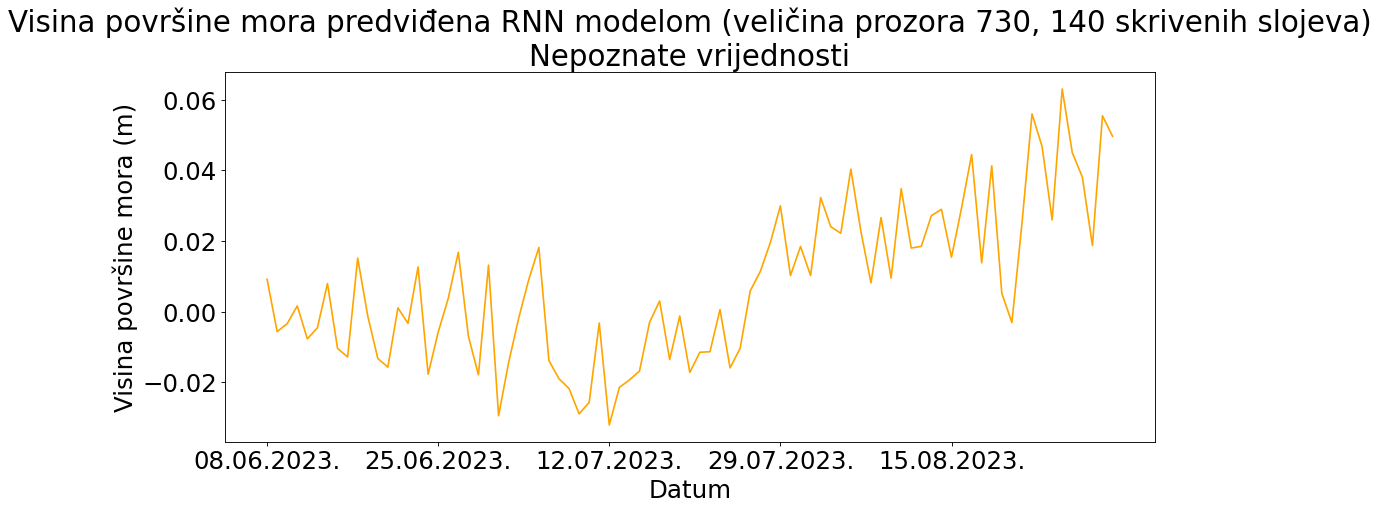 Visina površine mora predviđena RNN modelom (veličina prozora 730, 140 skrivenih slojeva)
Nepoznate vrijednosti
Visina površine mora (m)
0.06
0.04
0.02
0.00
−0.02
08.06.2023. 25.06.2023. 12.07.2023. 29.07.2023. 15.08.2023.
Datum